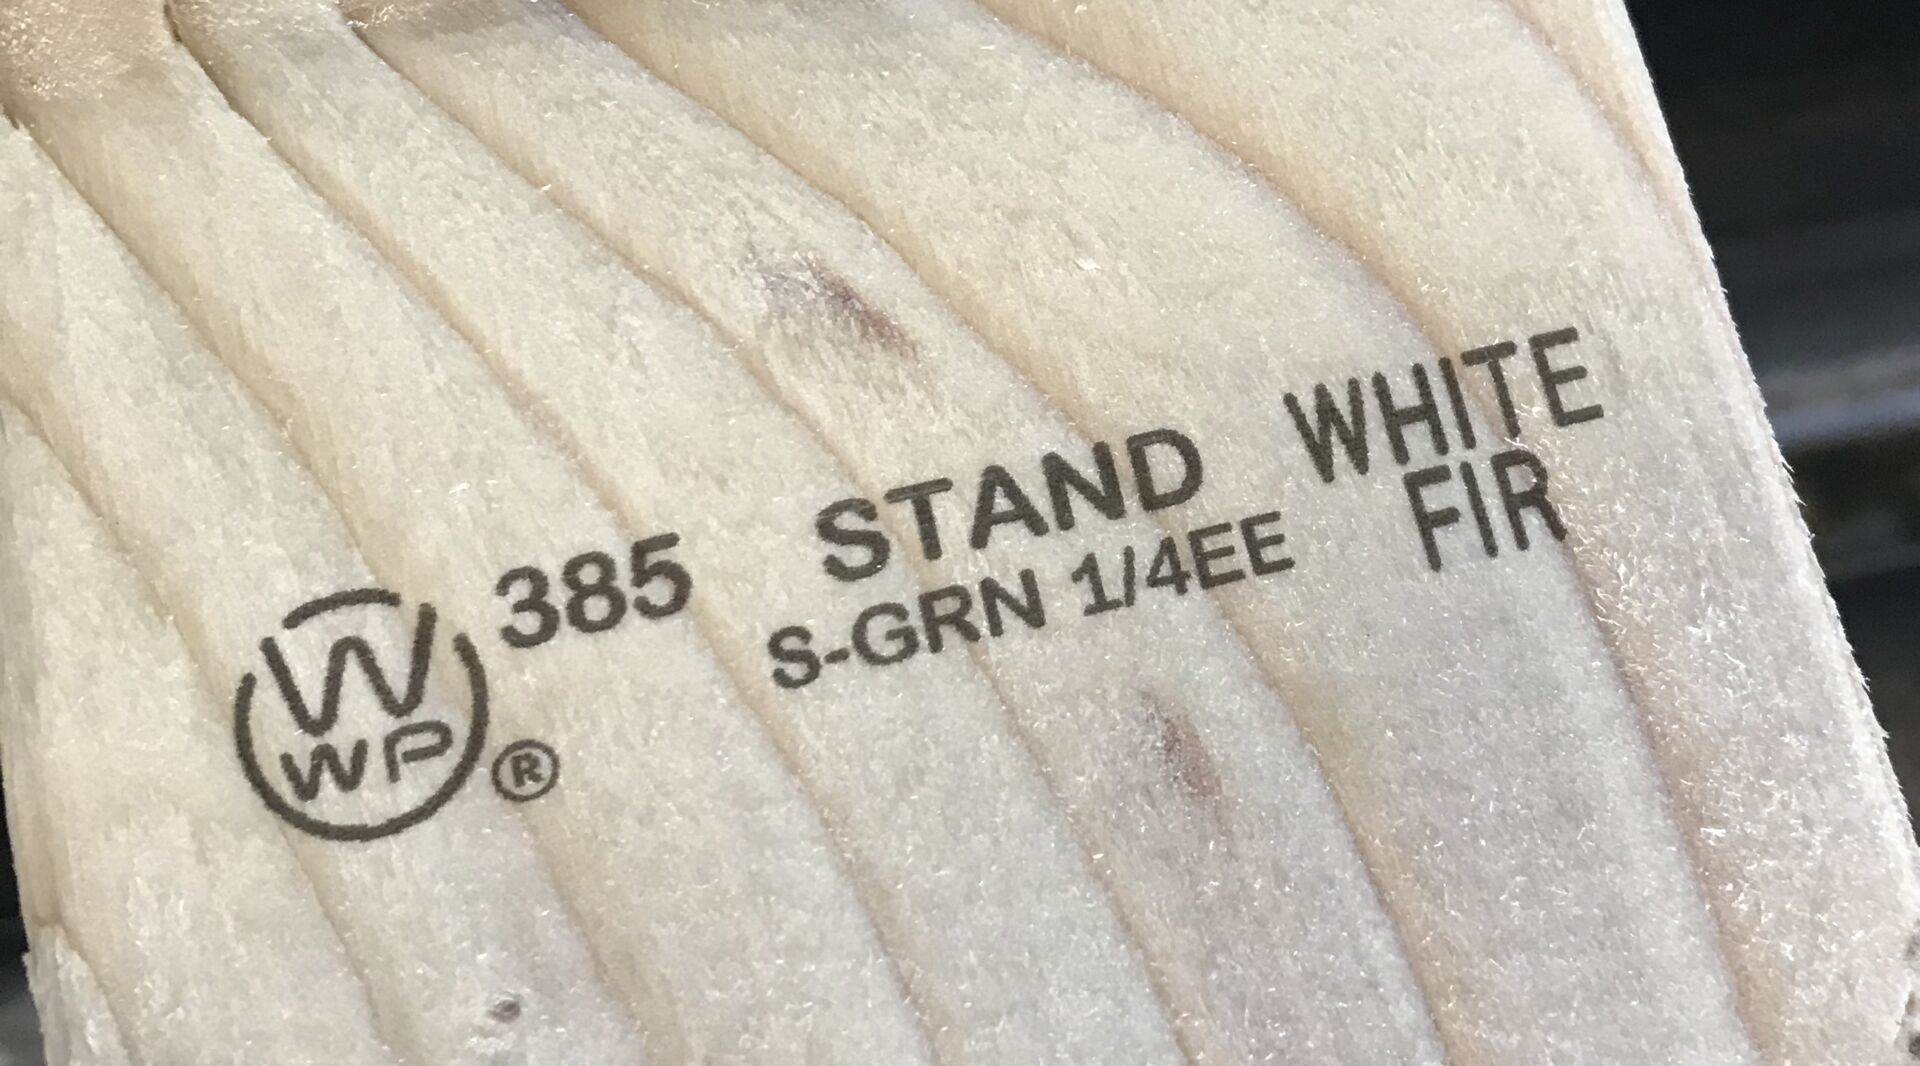 W
WP ®
385 STAND WHITE
S-GRN 1/4EE FIR